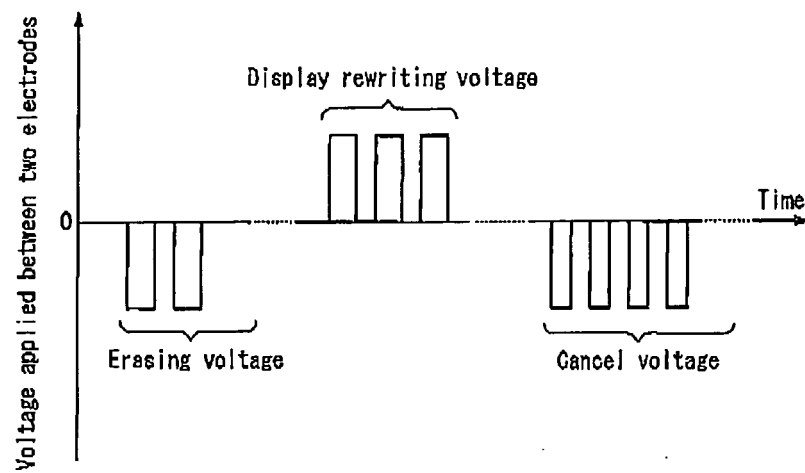 Voltage applied between two electrodes
Display rewriting voltage
0
Time
Erasing voltage
Cancel voltage